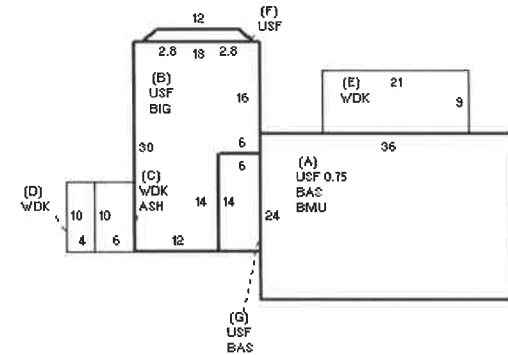 12
(F)
USF
2.8 18 2.8
(B)
USF
BIG
16
(E)
WDK
21
9
6
36
30
6
(A)
USF 0.75
BAS
BMU
(C)
WDK
ASH
(D)
WDK
10
10
14
14
24
4
6
12
(G)
USF
BAS